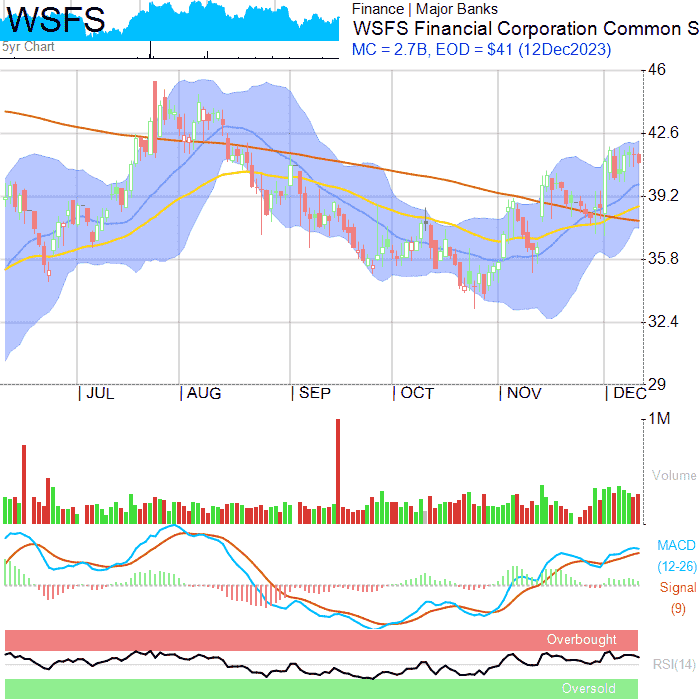 WSFS
5yr Chart
Finance | Major Banks
WSFS Financial Corporation Common S
MC = 2.7B, EOD = $41 (12Dec2023)
46
42.6
39.2
35.8
32.4
29
JUL AUG SEP OCT NOV DEC
1M
Volume
MACD
(12-26)
Signal
(9)
Overbought
RSI(14)
Oversold